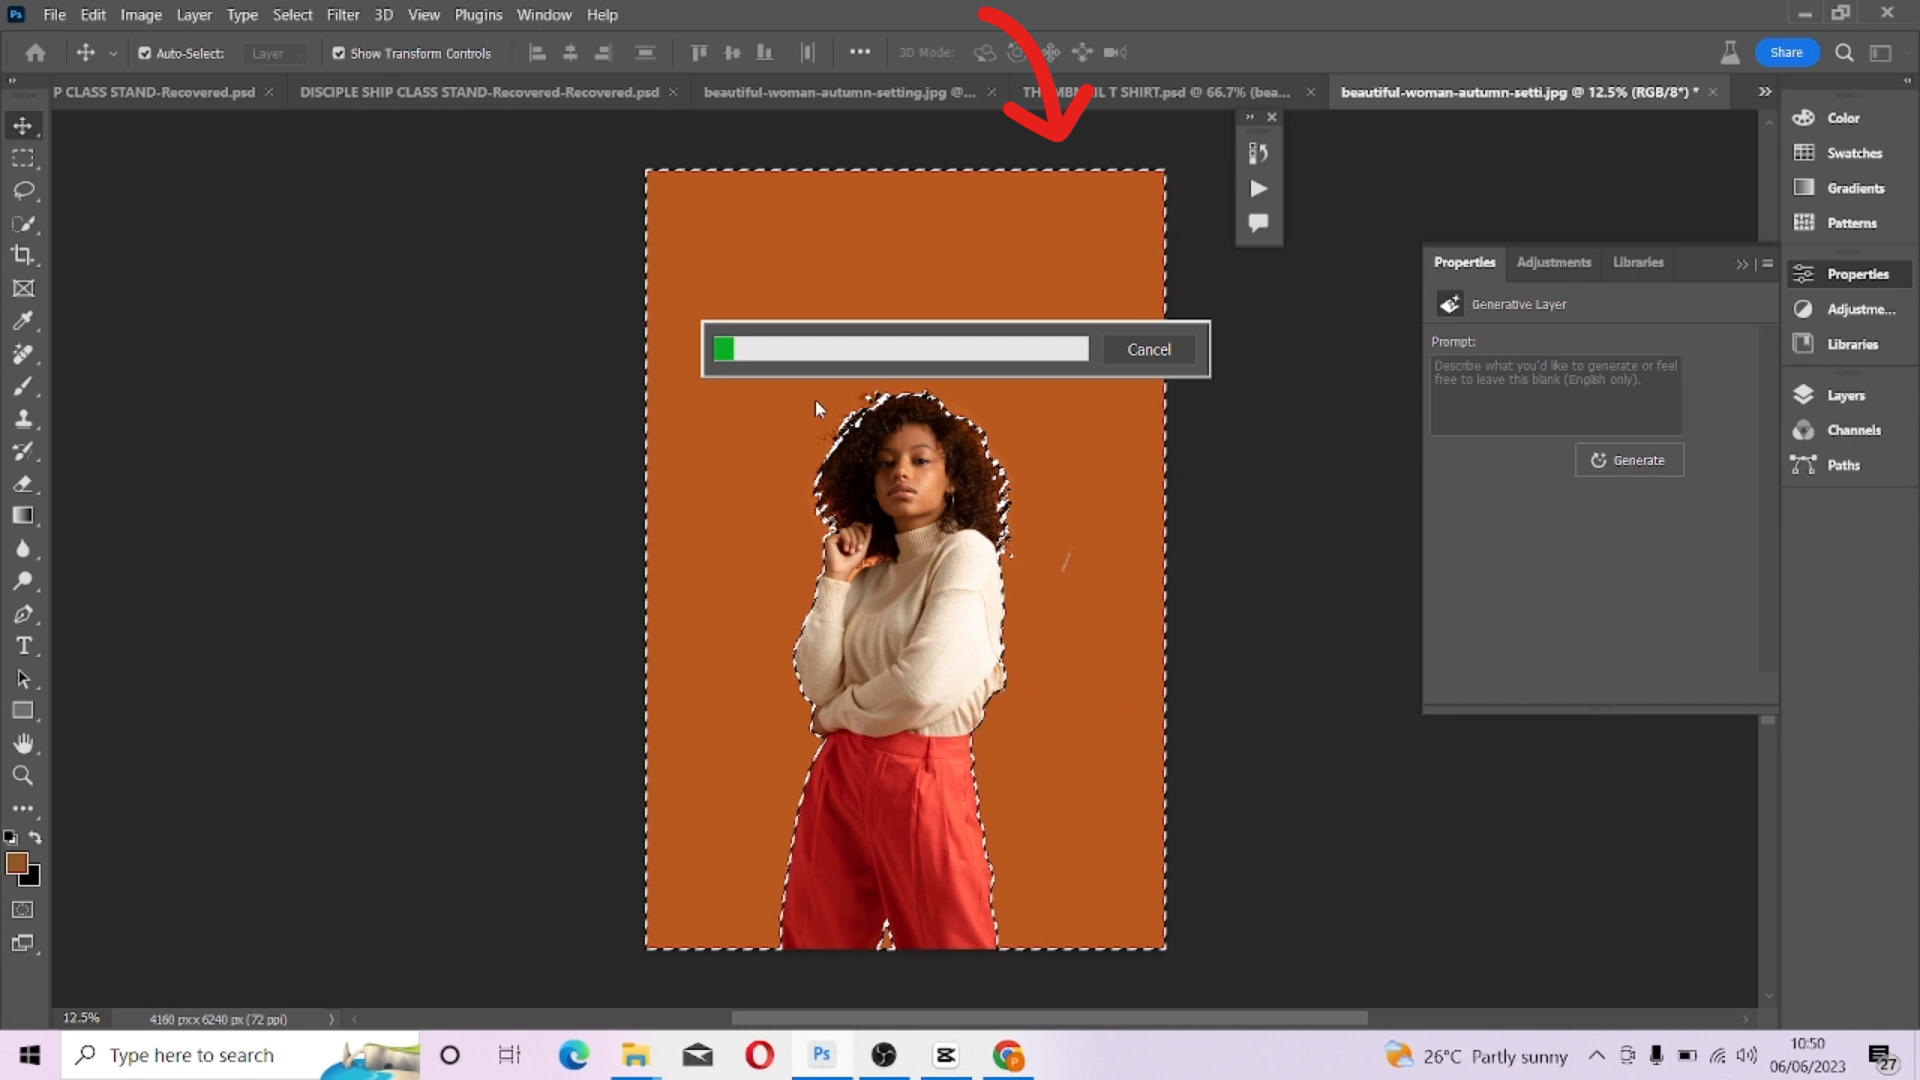 Ps File Edit Image Layer Type Select Filter 3D View Plugins Window Help
Auto-Select: Layer Show Transform Controls 3D Mode: Share
P CLASS STAND-Recovered.psd DISCIPLE SHIP CLASS STAND-Recovered-Recovered.psd beautiful-woman-autumn-setting.jpg @... T SHIRT.psd @ 66.7% (bea... beautiful-woman-autumn-setti.jpg @ 12.5% (RGB/8*) *
Color
Swatches
Gradients
Patterns
Properties
Adjustme...
Libraries
Layers
Channels
Paths
Properties Adjustments Libraries
Generative Layer
Prompt:
Describe what you'd like to generate or feel
free to leave this blank (English only).
Generate
Cancel
12.5% 4160 px x 6240 px (72 ppi)
Type here to search
Ps
P
26°C Partly sunny
10:50
06/06/2023
27